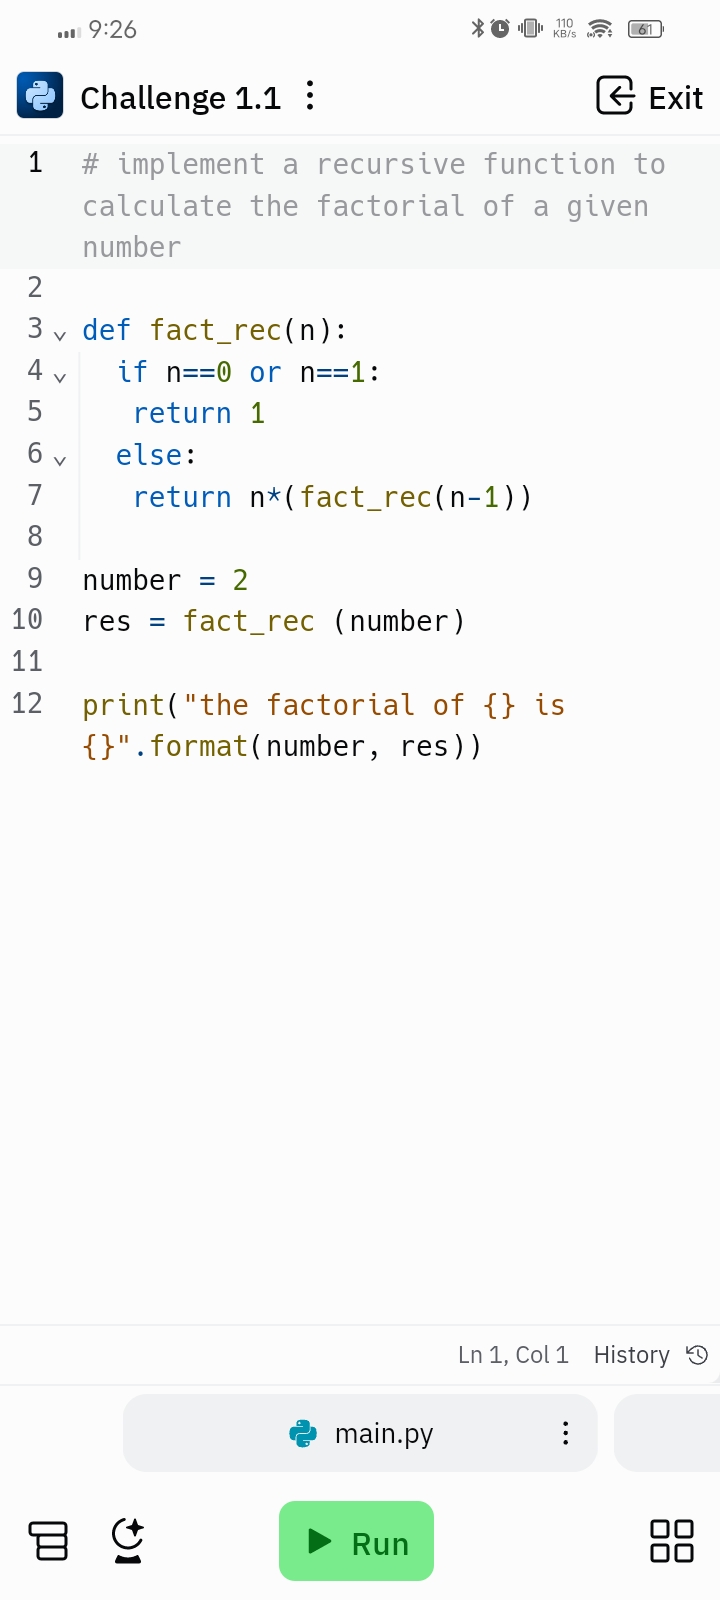 9:26 110 KB/s 61
Challenge 1.1 Exit
1 # implement a recursive function to
calculate the factorial of a given
number
2
3 def fact_rec(n):
4 if n==0 or n==1:
5 return 1
6 else:
7 return n*(fact_rec(n-1))
8
9 number = 2
10 res = fact_rec (number)
11
12 print("the factorial of {} is
{}".format(number, res))
Ln 1, Col 1 History
main.py
Run